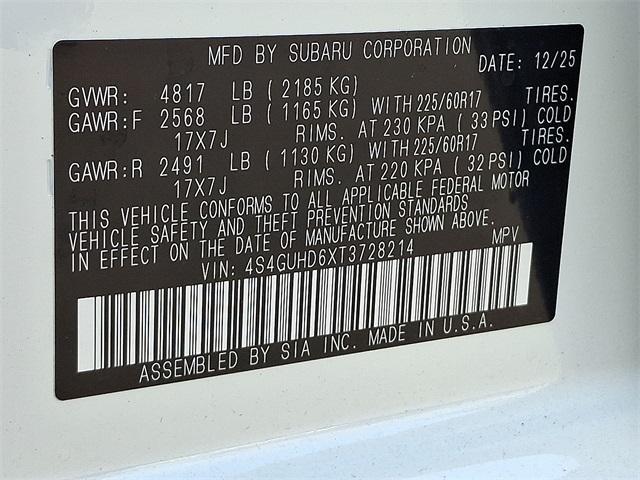 MFD BY SUBARU CORPORATION
DATE: 12/25
GVWR: 4817 LB ( 2185 KG)
GAWR:F 2568 LB ( 1165 KG) WITH 225/60R17 TIRES.
17X7J RIMS. AT 230 KPA ( 33 PSI) COLD
GAWR:R 2491 LB ( 1130 KG) WITH 225/60R17 TIRES.
17X7J RIMS. AT 220 KPA ( 32 PSI) COLD
THIS VEHICLE CONFORMS TO ALL APPLICABLE FEDERAL MOTOR
VEHICLE SAFETY AND THEFT PREVENTION STANDARDS
IN EFFECT ON THE DATE OF MANUFACTURE SHOWN ABOVE.
VIN: 4S4GUHD6XT3728214 MPV
ASSEMBLED BY SIA INC. MADE IN U.S.A.